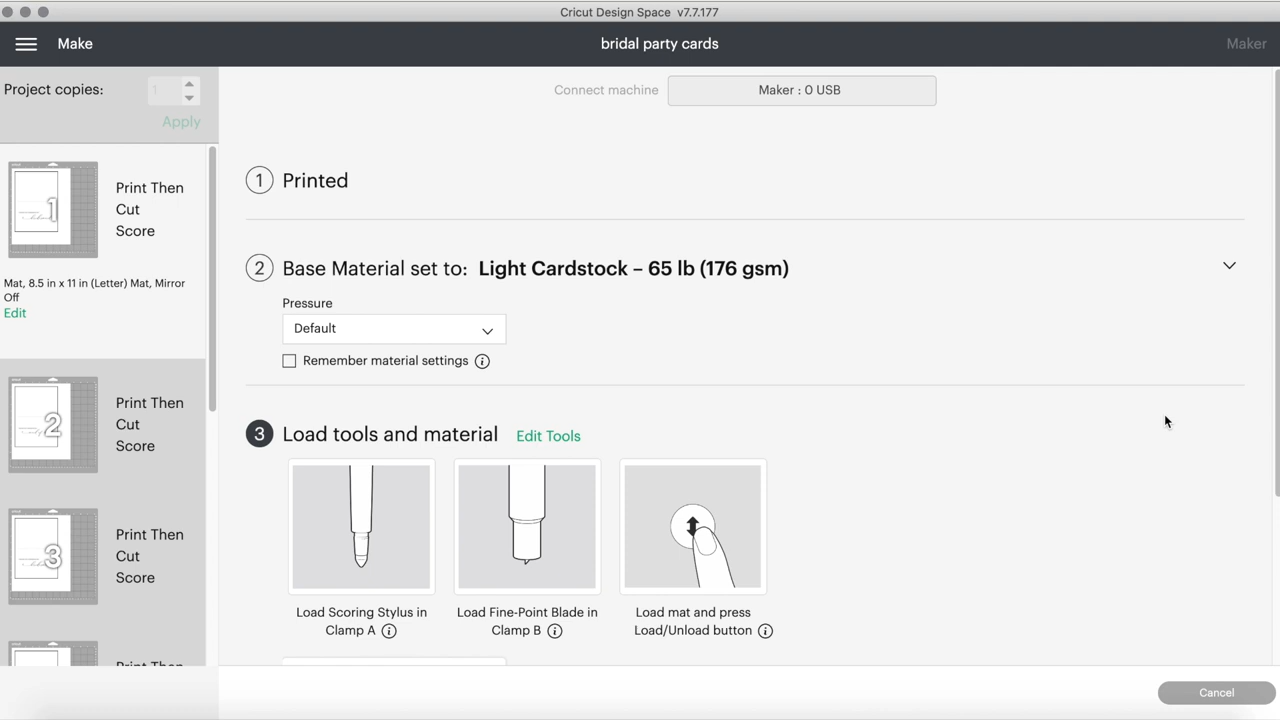 Cricut Design Space v7.7.177
Make
bridal party cards
Maker
Project copies:
1
Apply
Connect machine
Maker : 0 USB
1
Print Then
Cut
Score
Mat, 8.5 in x 11 in (Letter) Mat, Mirror
Off
Edit
2
Print Then
Cut
Score
3
Print Then
Cut
Score
1 Printed
2 Base Material set to: Light Cardstock – 65 lb (176 gsm)
Pressure
Default
Remember material settings
3 Load tools and material Edit Tools
Load Scoring Stylus in
Clamp A
Load Fine-Point Blade in
Clamp B
Load mat and press
Load/Unload button
Cancel